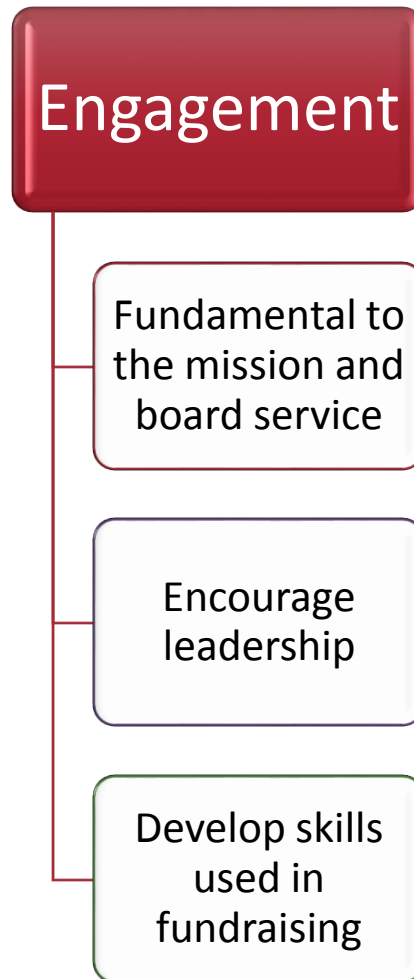 Engagement
Fundamental to
the mission and
board service
Encourage
leadership
Develop skills
used in
fundraising